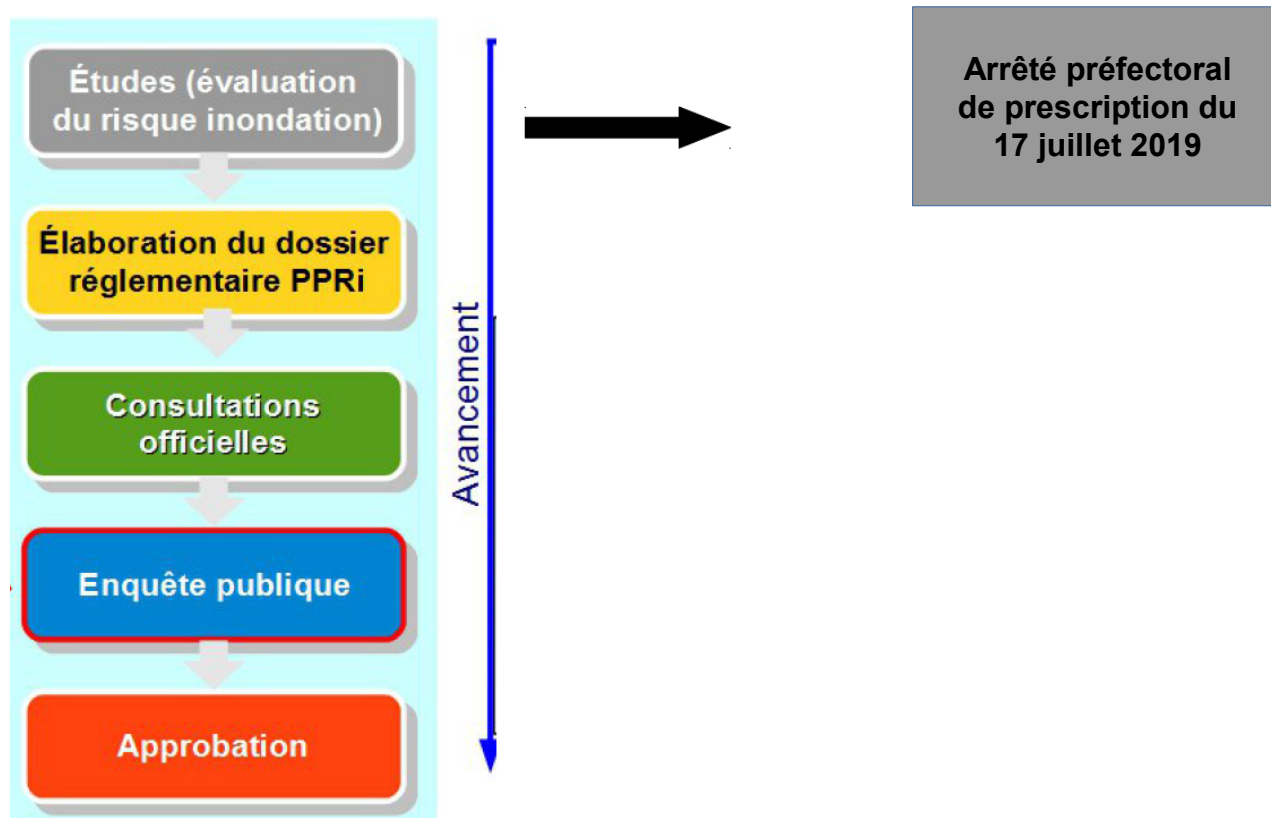 Études (évaluation
du risque inondation)
Élaboration du dossier
réglementaire PPRi
Consultations
officielles
Enquête publique
Approbation
Avancement
Arrêté préfectoral
de prescription du
17 juillet 2019